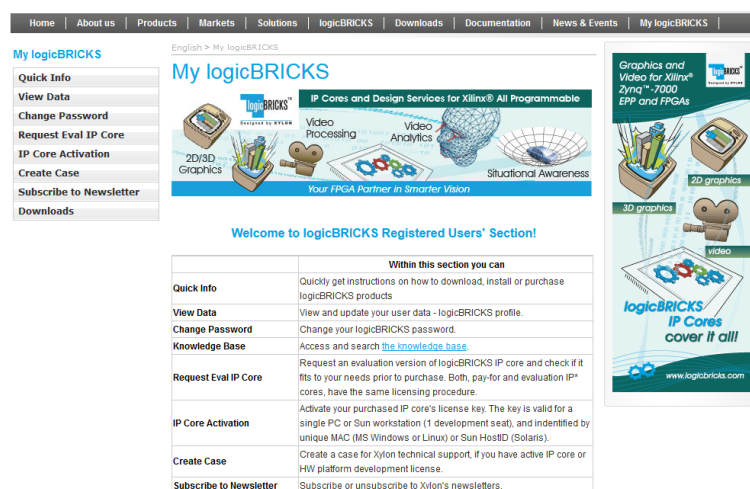 Home About us Products Markets Solutions logicBRICKS Downloads Documentation News & Events My logicBRICKS
My logicBRICKS
Quick Info
View Data
Change Password
Request Eval IP Core
IP Core Activation
Create Case
Subscribe to Newsletter
Downloads
English > My logicBRICKS
My logicBRICKS
logicBRICKS™
Designed by XYLON
IP Cores and Design Services for Xilinx® All Programmable
2D/3D
Graphics
Video
Processing
Video
Analytics
Situational Awareness
Your FPGA Partner in Smarter Vision
Welcome to logicBRICKS Registered Users' Section!
Within this section you can
Quick Info
Quickly get instructions on how to download, install or purchase
logicBRICKS products
View Data
View and update your user data - logicBRICKS profile.
Change Password
Change your logicBRICKS password.
Knowledge Base
Access and search the knowledge base.
Request Eval IP Core
Request an evaluation version of logicBRICKS IP core and check if it
fits to your needs prior to purchase. Both, pay-for and evaluation IP*
cores, have the same licensing procedure.
IP Core Activation
Activate your purchased IP core's license key. The key is valid for a
single PC or Sun workstation (1 development seat), and indentified by
unique MAC (MS Windows or Linux) or Sun HostID (Solaris).
Create Case
Create a case for Xylon technical support, if you have active IP core or
HW platform development license.
Subscribe to Newsletter
Subscribe or unsubscribe to Xylon's newsletters.
Graphics and
Video for Xilinx®
Zynq™-7000
EPP and FPGAs
logicBRICKS™
Designed by XYLON
2D graphics
3D graphics
video
logicBRICKS
IP Cores
cover it all!
www.logicbricks.com